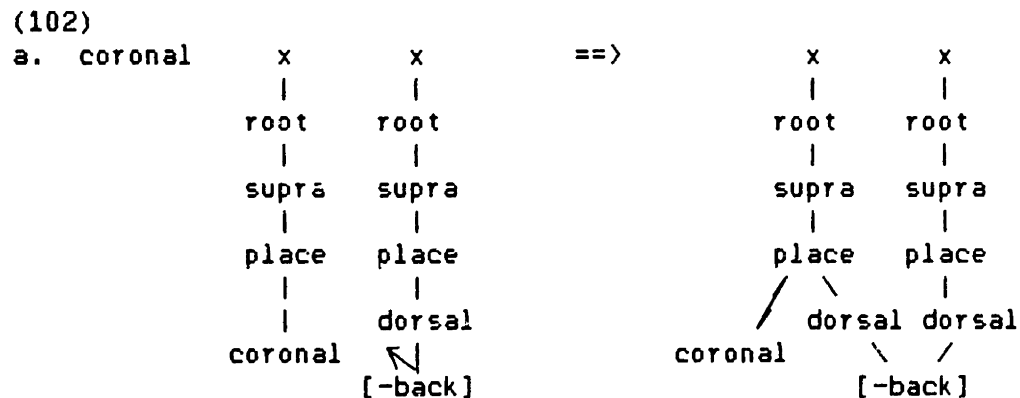 (102)
a. coronal x x ==> x x
| | | |
root root root root
| | | |
supra supra supra supra
| | | |
place place place place
| | / \ |
| dorsal dorsal dorsal
coronal | coronal \ /
[-back] [-back]